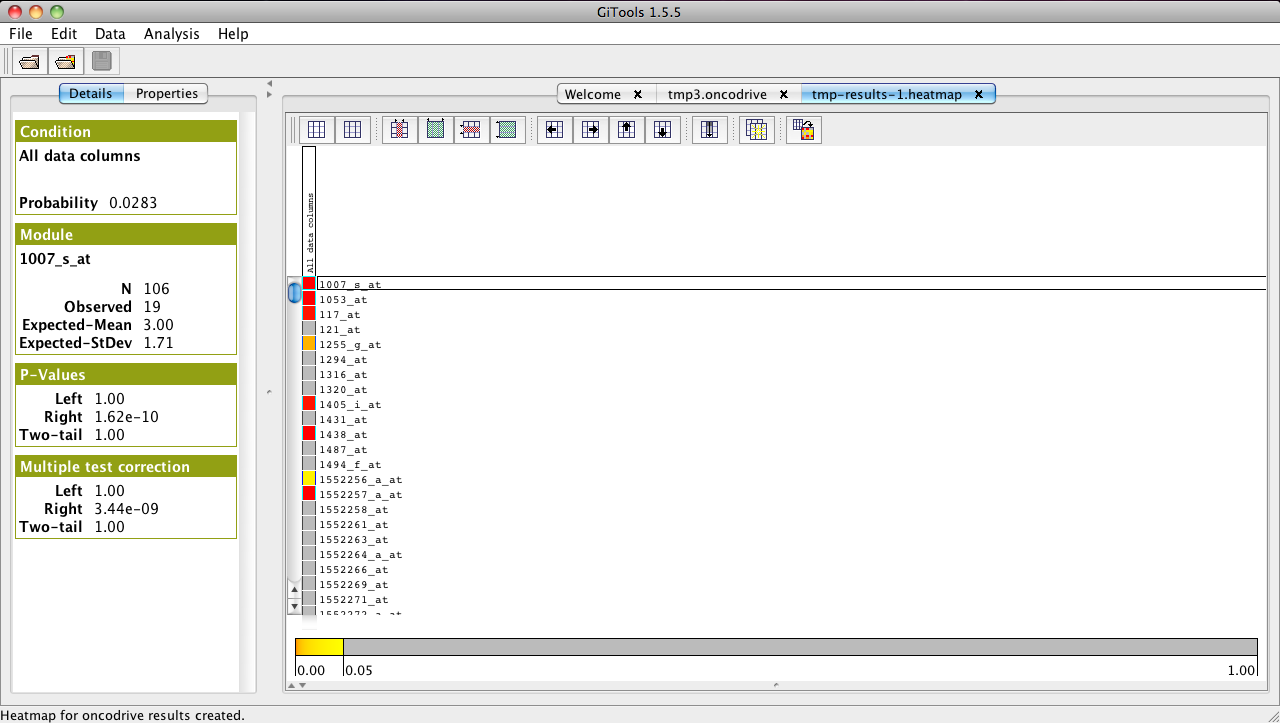 GiTools 1.5.5
File Edit Data Analysis Help
Details Properties
Welcome × tmp3.oncodrive × tmp-results-1.heatmap ×
Condition
All data columns
Probability 0.0283
Module
1007_s_at
N 106
Observed 19
Expected-Mean 3.00
Expected-StDev 1.71
P-Values
Left 1.00
Right 1.62e-10
Two-tail 1.00
Multiple test correction
Left 1.00
Right 3.44e-09
Two-tail 1.00
All data columns
1007_s_at
1053_at
117_at
121_at
1255_g_at
1294_at
1316_at
1320_at
1405_i_at
1431_at
1438_at
1487_at
1494_f_at
1552256_a_at
1552257_a_at
1552258_at
1552261_at
1552263_at
1552264_a_at
1552266_at
1552269_at
1552271_at
1552272_a_at
0.00 0.05 1.00
Heatmap for oncodrive results created.